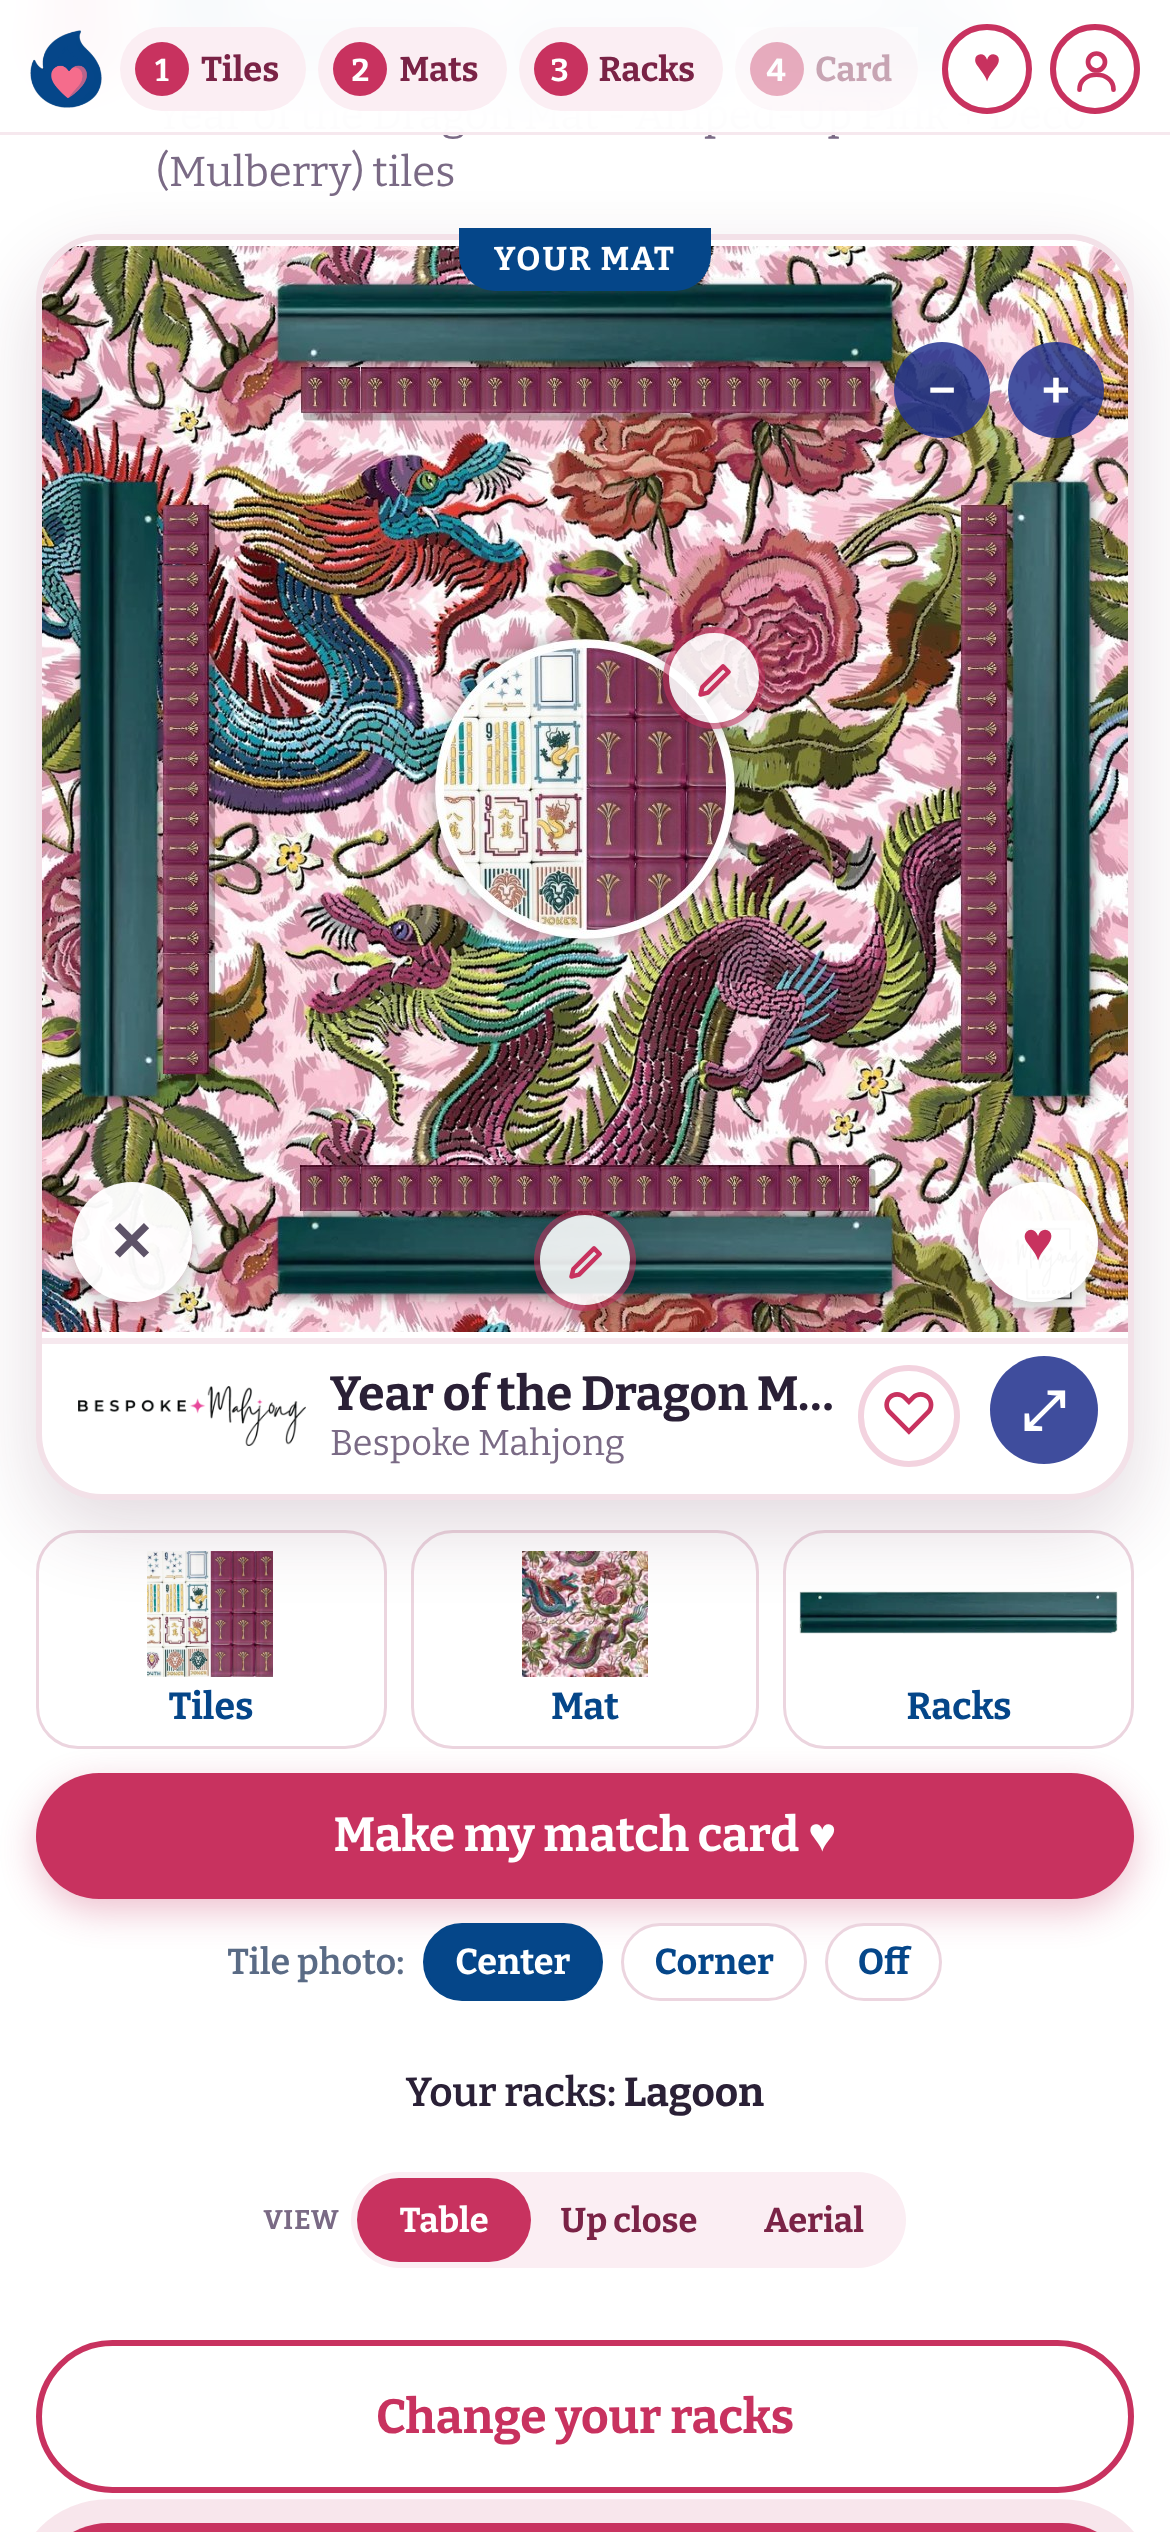 1 Tiles
2 Mats
3 Racks
4 Card
(Mulberry) tiles
YOUR MAT
JOKER
BESPOKE Mahjong
Year of the Dragon M...
Bespoke Mahjong
Tiles
Mat
Racks
Make my match card ♥
Tile photo: Center Corner Off
Your racks: Lagoon
VIEW Table Up close Aerial
Change your racks